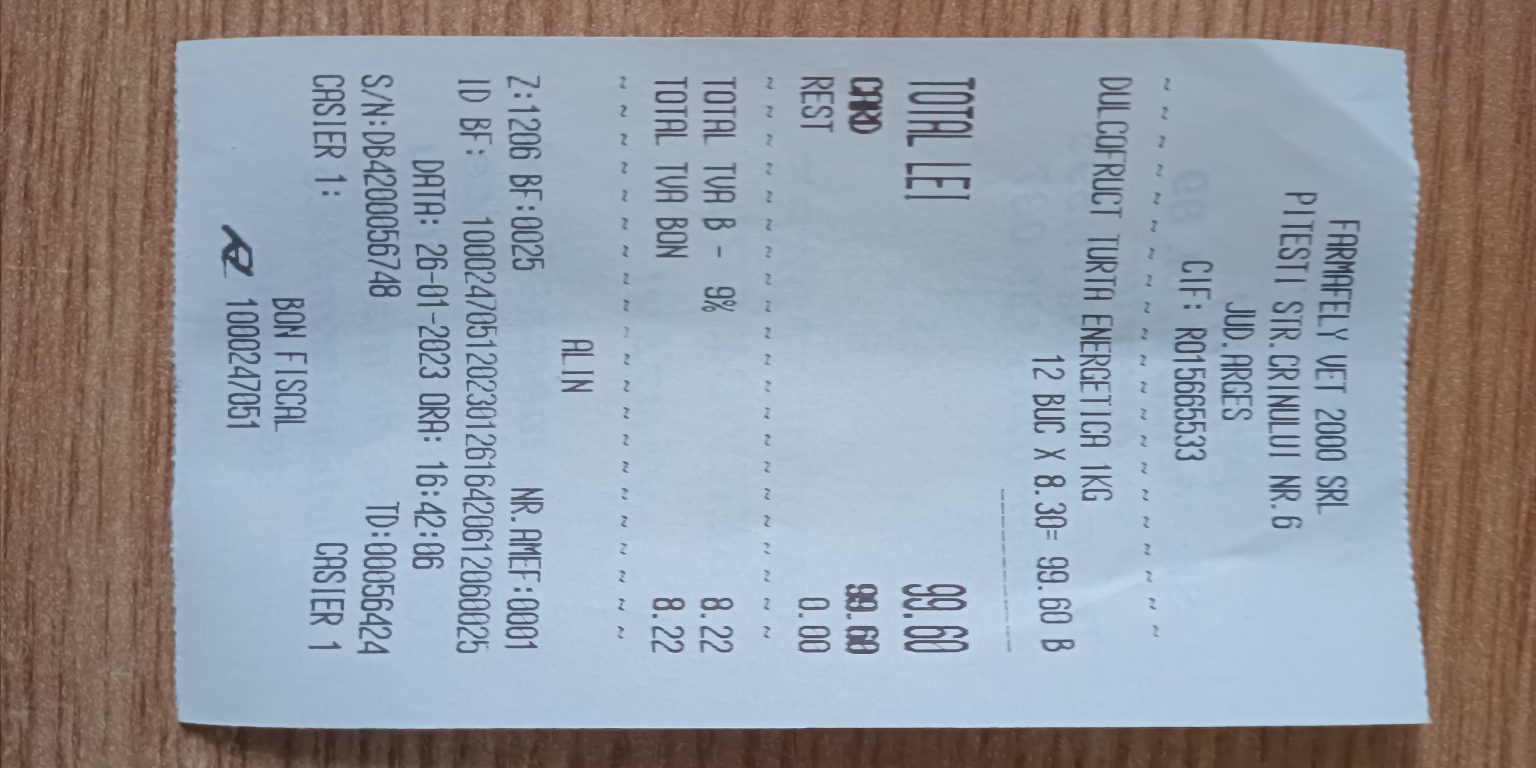 FARMAFELY VET 2000 SRL
PITESTI STR.CRINULUI NR.6
JUD.ARGES
CIF: RO15665533
~ ~ ~ ~ ~ ~ ~ ~ ~ ~ ~ ~ ~ ~ ~ ~ ~ ~ ~ ~
DULCOFRUCT TURTA ENERGETICA 1KG
12 BUC X 8.30= 99.60 B
----------
TOTAL LEI 99.60
CARD 99.60
REST 0.00
~ ~ ~ ~ ~ ~ ~ ~ ~ ~ ~ ~ ~ ~ ~ ~ ~ ~ ~ ~
TOTAL TVA B - 9% 8.22
TOTAL TVA BON 8.22
~ ~ ~ ~ ~ ~ ~ ~ ~ ~ ~ ~ ~ ~ ~ ~ ~ ~ ~ ~
ALIN
Z:1206 BF:0025 NR.AMEF:0001
ID BF: 10002470512023012616420612060025
DATA: 26-01-2023 ORA: 16:42:06
S/N:DB4200056748 TD:00056424
CASIER 1: CASIER 1
BON FISCAL
1000247051